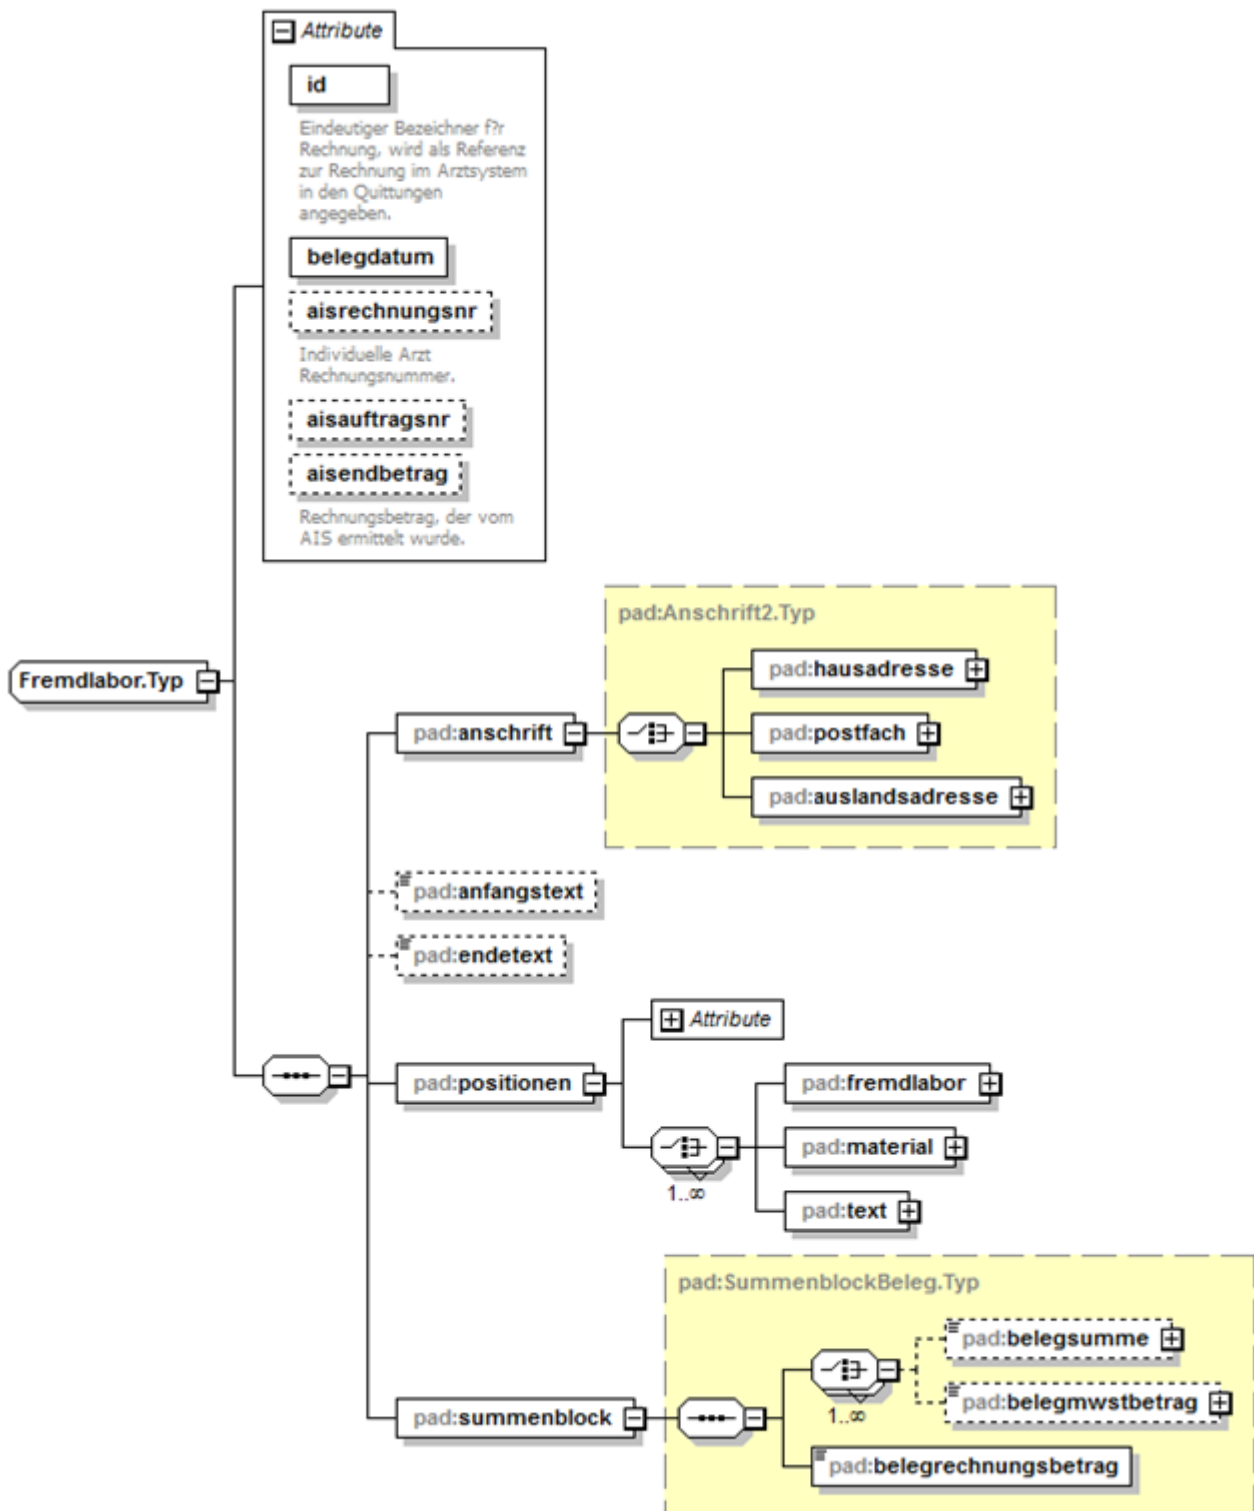 Attribute
id
Eindeutiger Bezeichner f?r
Rechnung, wird als Referenz
zur Rechnung im Arztsystem
in den Quittungen
angegeben.
belegdatum
aisrechnungsnr
Individuelle Arzt
Rechnungsnummer.
aisauftragsnr
aisendbetrag
Rechnungsbetrag, der vom
AIS ermittelt wurde.
Fremdlabor.Typ
pad:Anschrift2.Typ
pad:anschrift
pad:hausadresse
pad:postfach
pad:auslandsadresse
pad:anfangstext
pad:endetext
pad:positionen
Attribute
1..∞
pad:fremdlabor
pad:material
pad:text
pad:SummenblockBeleg.Typ
pad:summenblock
1..∞
pad:belegsumme
pad:belegmwstbetrag
pad:belegrechnungsbetrag